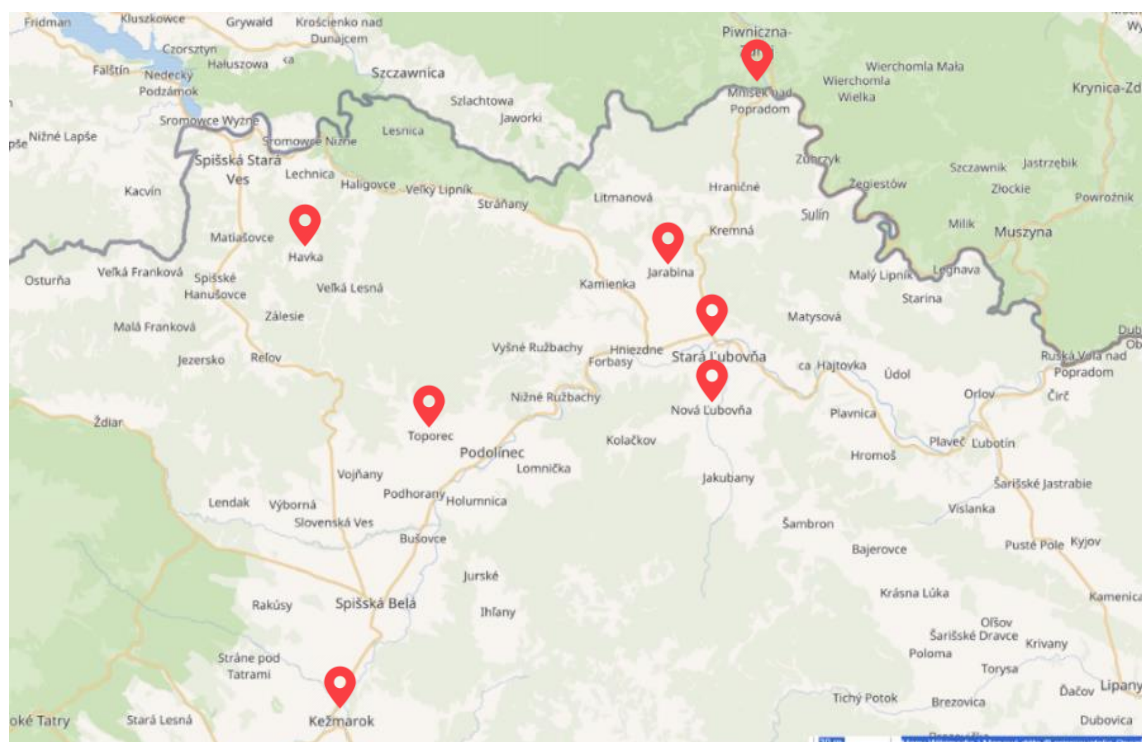 Fridman
Kluszkowce
Grywałd
Krościenko nad
Dunajcem
Czorsztyn
Hałuszowa
Falštín
Nedecký
Podzámok
Szczawnica
Szlachtowa
Jaworki
Piwniczna-
Wierchomla Mała
Wierchomla
Wielka
Mníšek nad
Popradom
Nižné Lapše
Sromowce Wyżne
Sromowce Niżne
Lesnica
Spišská Stará
Ves
Lechnica
Haligovce
Veľký Lipník
Stráňany
Litmanová
Hraničné
Zubrzyk
Żegiestów
Szczawnik
Jastrzębik
Złockie
Powroźnik
Kacvín
Matiašovce
Havka
Kremná
Sulín
Milik
Muszyna
Osturňa
Veľká Franková
Spišské
Hanušovce
Veľká Lesná
Kamienka
Jarabina
Malý Lipník
Legnava
Starina
Malá Franková
Zálesie
Matysová
Jezersko
Reľov
Vyšné Ružbachy
Hniezdne
Forbasy
Stará Ľubovňa
Hajtovka
Údol
Ruská Voľa nad
Popradom
Ždiar
Nižné Ružbachy
Nová Ľubovňa
Plavnica
Orlov
Čirč
Toporec
Podolínec
Kolačkov
Hromoš
Plaveč
Ľubotín
Vojňany
Lomnička
Jakubany
Lendak
Výborná
Podhorany
Holumnica
Šarišské Jastrabie
Slovenská Ves
Vislanka
Bušovce
Šambron
Bajerovce
Pusté Pole
Kyjov
Jurské
Rakúsy
Spišská Belá
Ihľany
Krásna Lúka
Kamenica
Oľšov
Šarišské Dravce
Krivany
Poloma
Stráne pod
Tatrami
Torysa
Ďačov
Lipany
Stará Lesná
Kežmarok
Tichý Potok
Brezovica
Dubovica